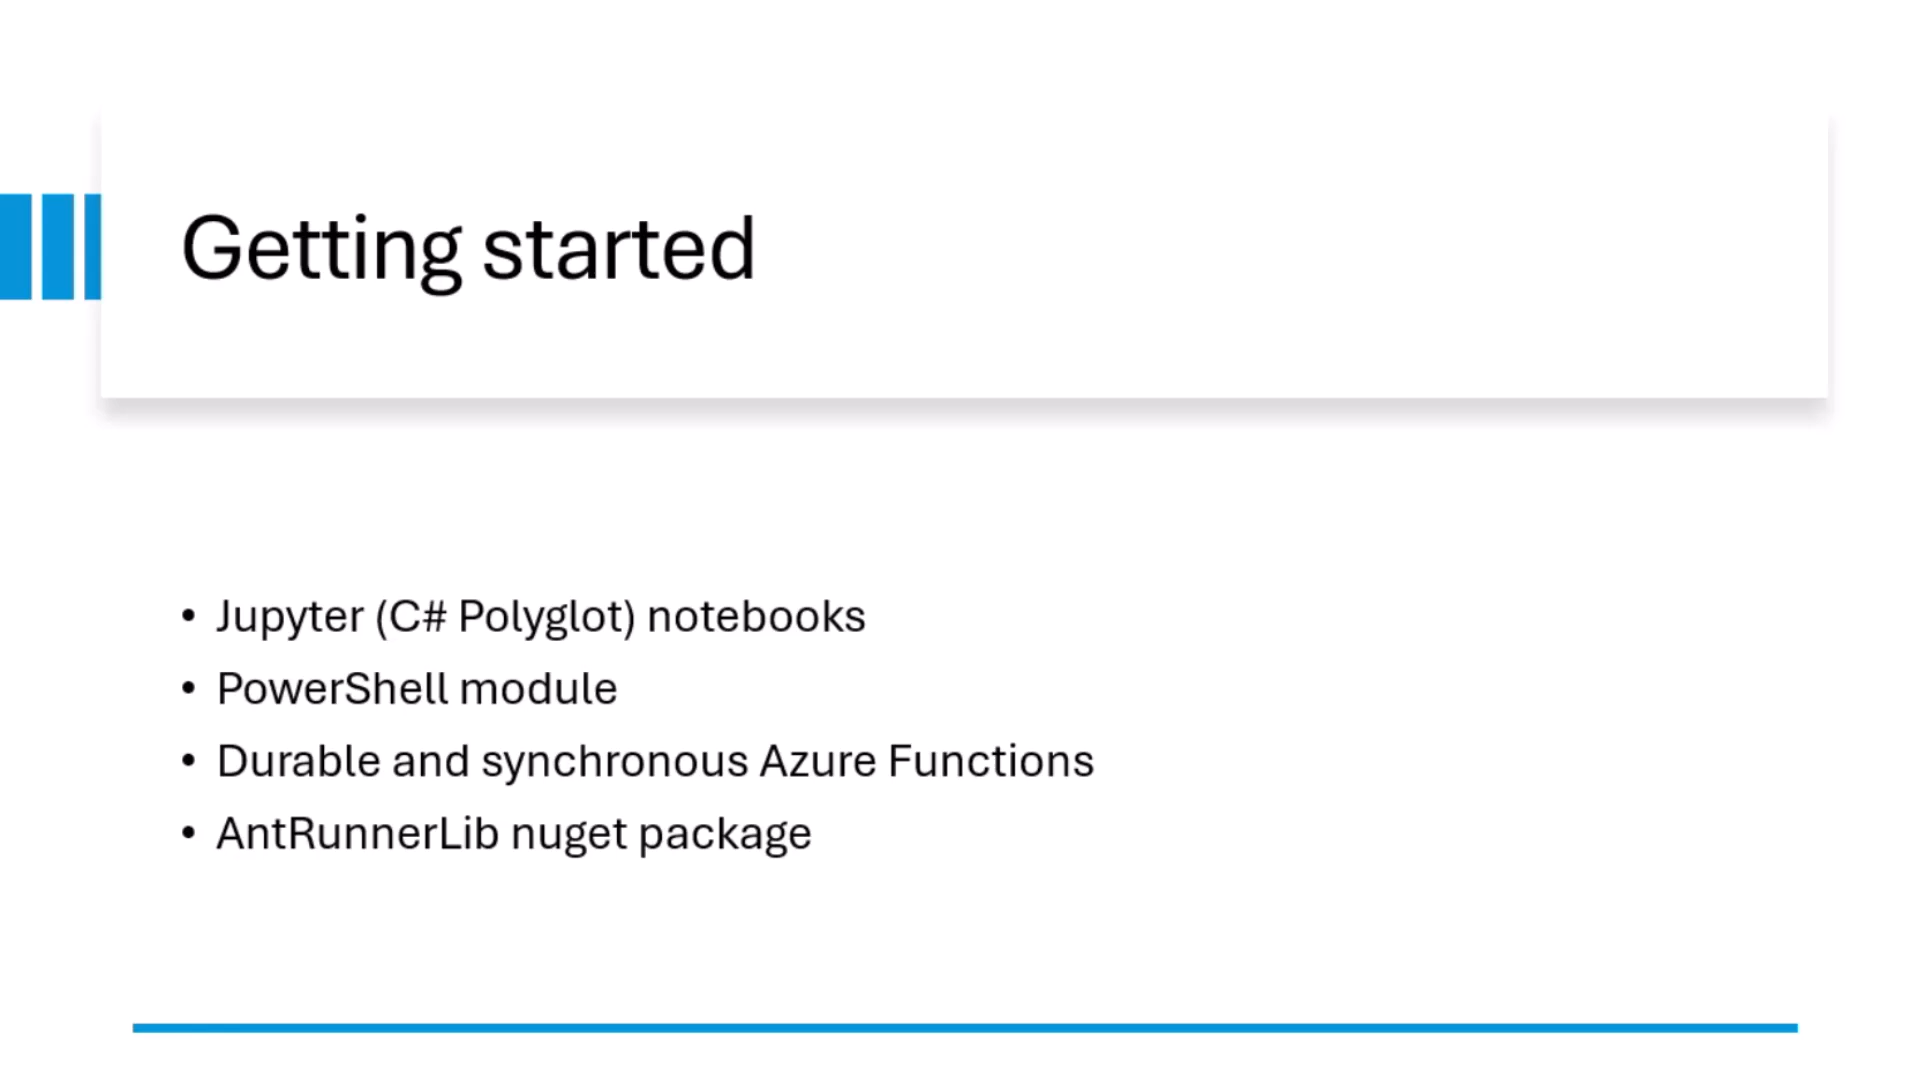 Getting started
• Jupyter (C# Polyglot) notebooks
• PowerShell module
• Durable and synchronous Azure Functions
• AntRunnerLib nuget package